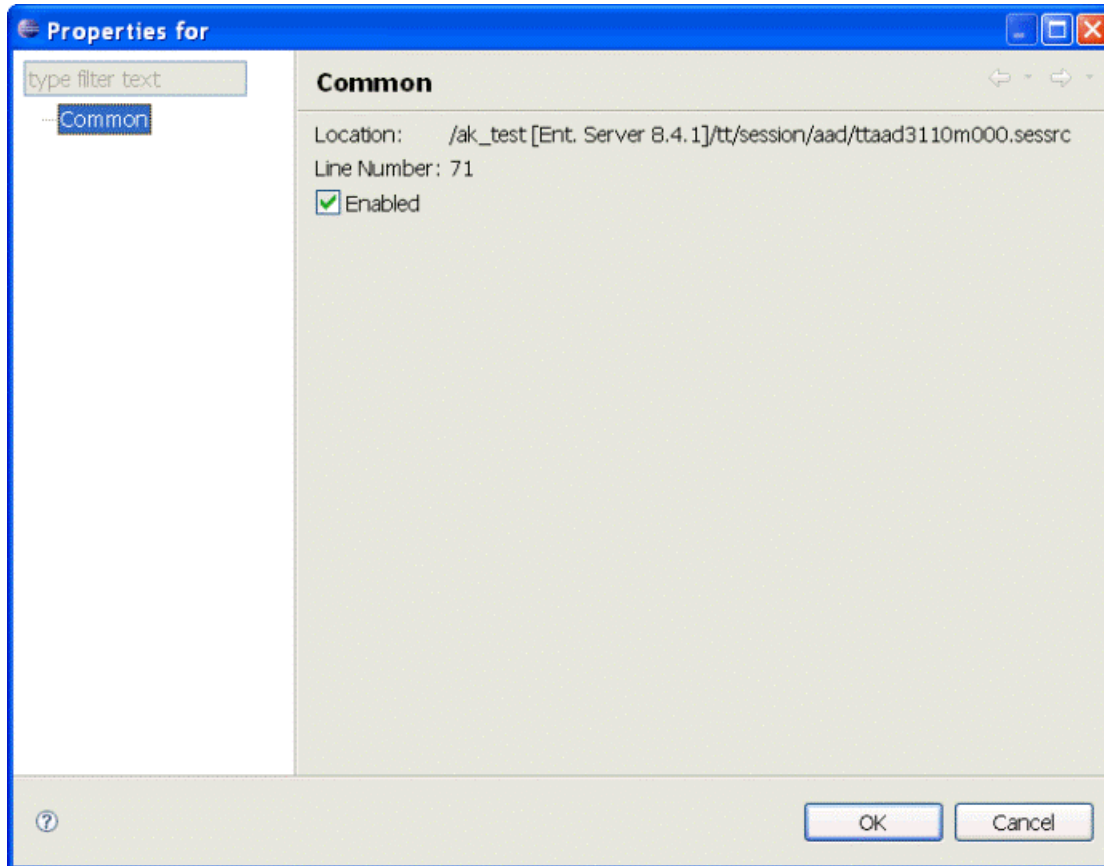 Properties for
type filter text
Common
Common
Location: /ak_test [Ent. Server 8.4.1]/tt/session/aad/ttaad3110m000.sessrc
Line Number: 71
Enabled
OK
Cancel